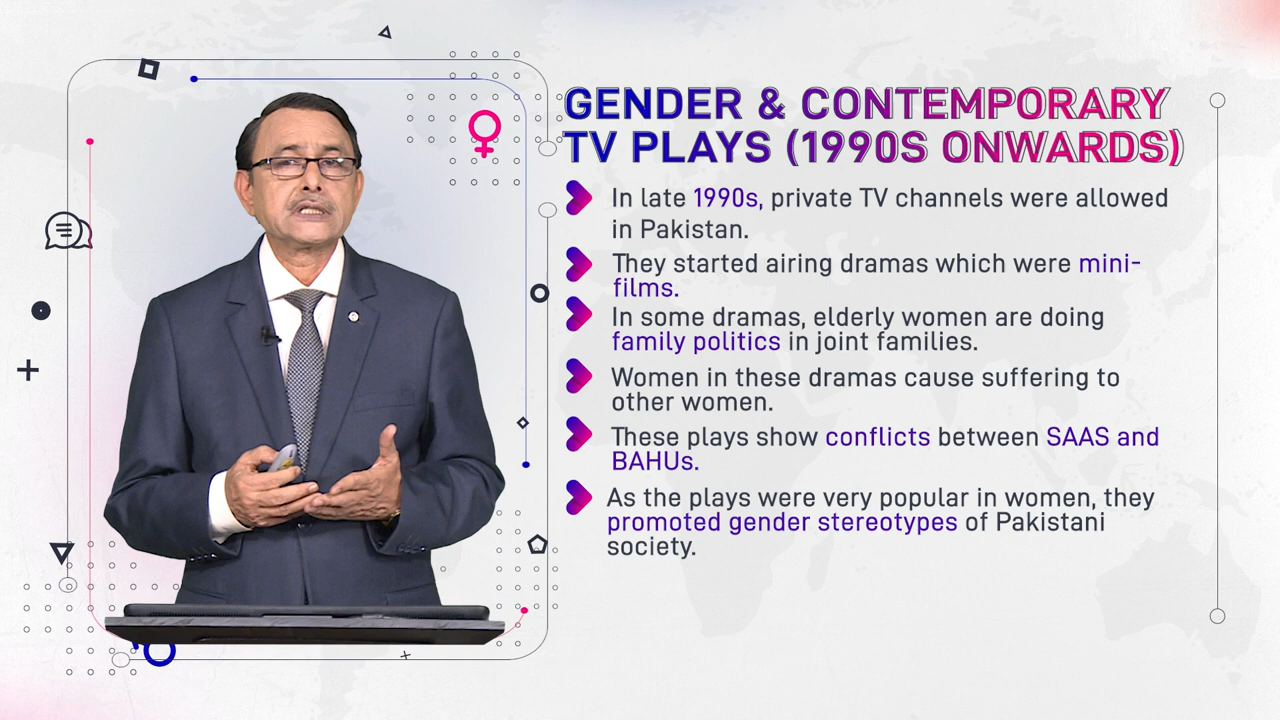 GENDER & CONTEMPORARY
TV PLAYS (1990S ONWARDS)
In late 1990s, private TV channels were allowed
in Pakistan.
They started airing dramas which were mini-
films.
In some dramas, elderly women are doing
family politics in joint families.
Women in these dramas cause suffering to
other women.
These plays show conflicts between SAAS and
BAHUs.
As the plays were very popular in women, they
promoted gender stereotypes of Pakistani
society.